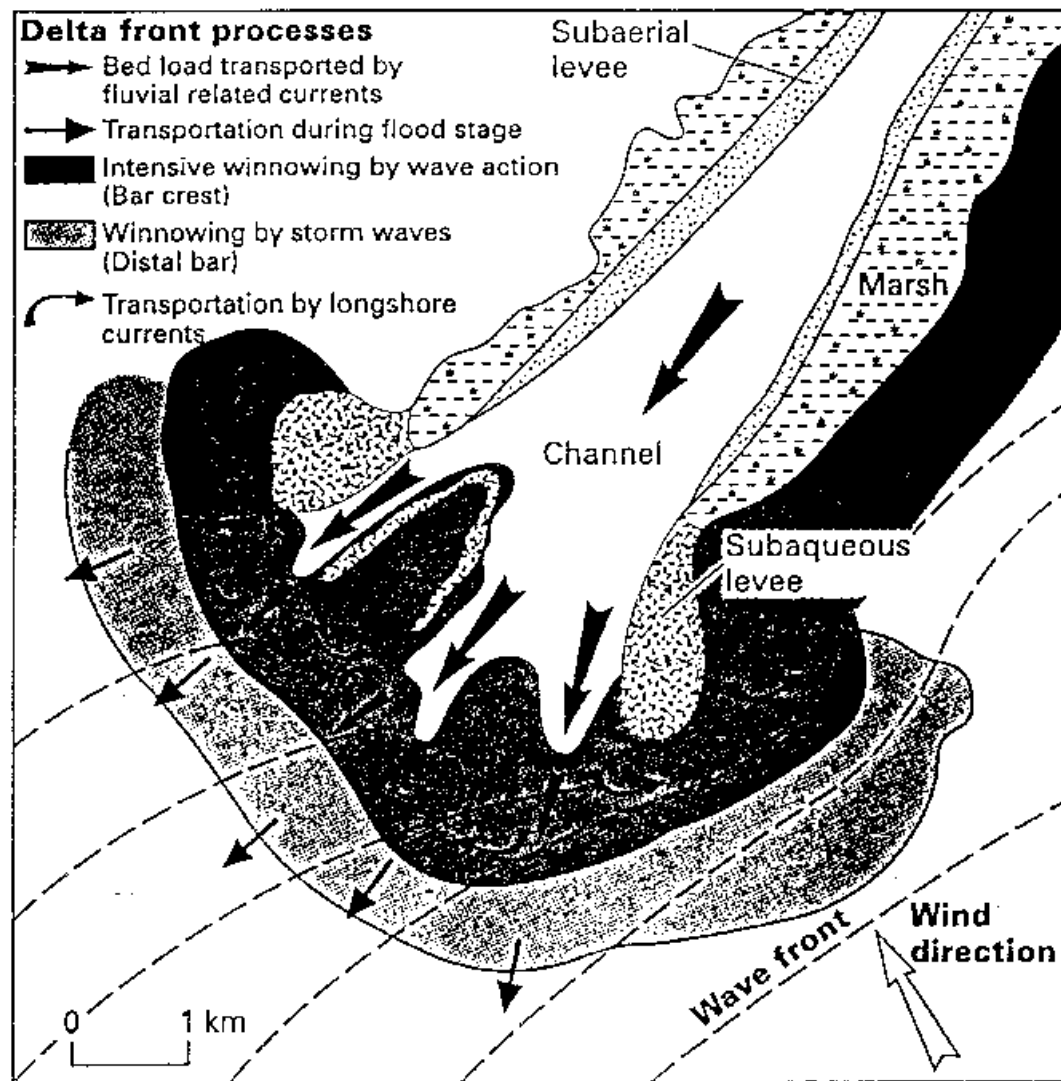 Delta front processes
Bed load transported by
fluvial related currents
Transportation during flood stage
Intensive winnowing by wave action
(Bar crest)
Winnowing by storm waves
(Distal bar)
Transportation by longshore
currents
Subaerial
levee
Marsh
Channel
Subaqueous
levee
Wave front
Wind
direction
0 1 km